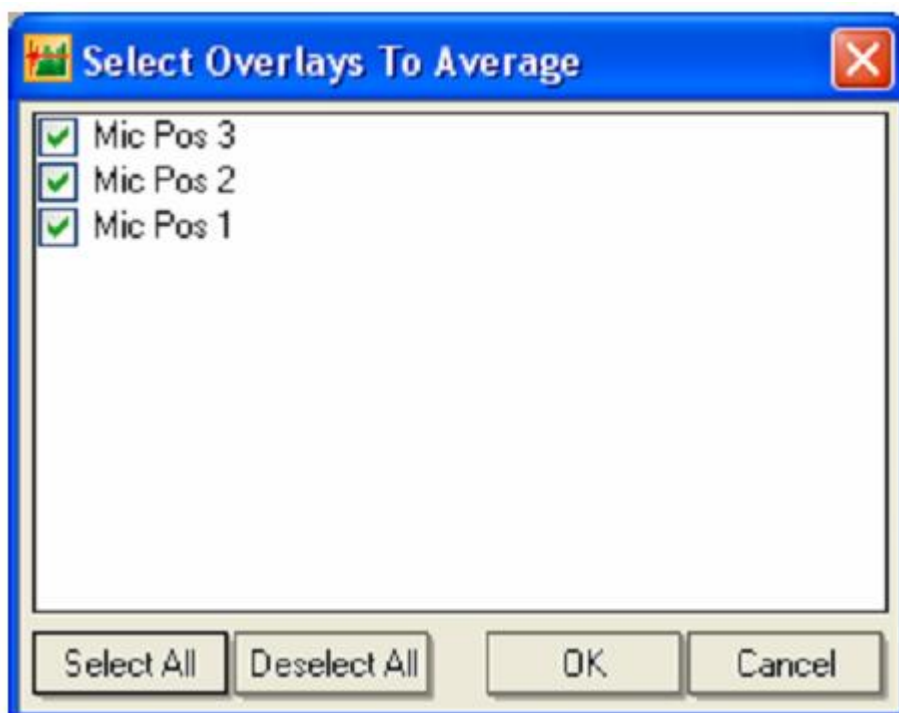 Select Overlays To Average
Mic Pos 3
Mic Pos 2
Mic Pos 1
Select All Deselect All OK Cancel